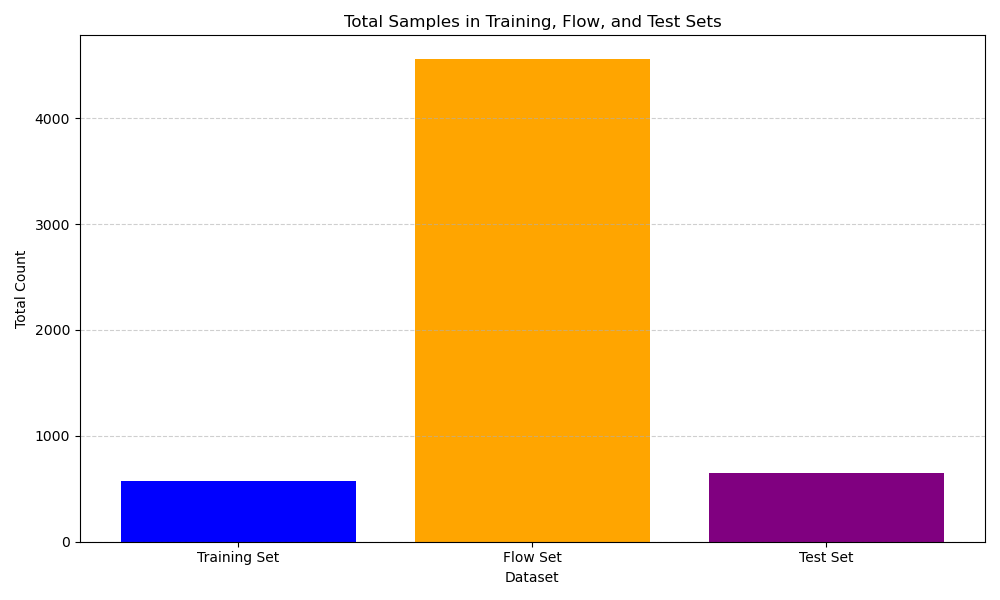 Total Samples in Training, Flow, and Test Sets
Total Count
4000
3000
2000
1000
0
Training Set
Flow Set
Test Set
Dataset